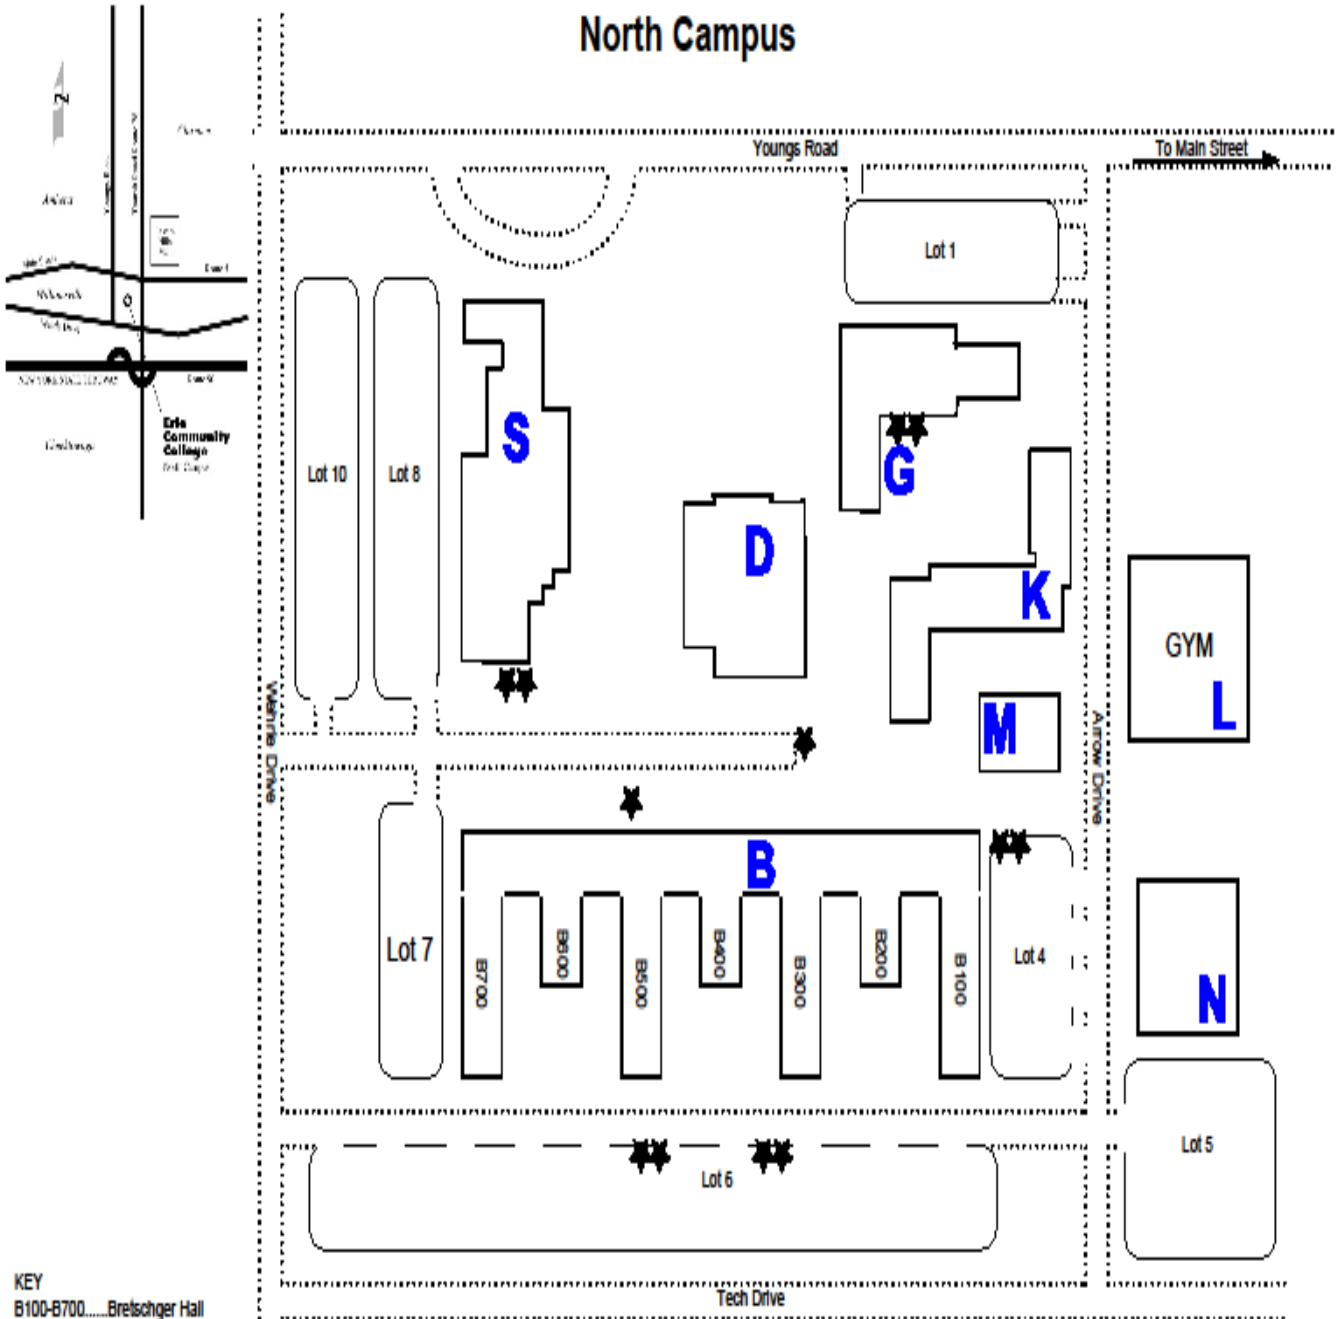 North Campus
N
Youngs Road
To Main Street
Lot 1
Erie
Community
College
S
G
Lot 10
Lot 8
D
K
GYM
L
M
Wehrle Drive
Arrow Drive
B
Lot 7
B700
B600
B500
B400
B300
B200
B100
Lot 4
N
Lot 5
Lot 6
KEY
B100-B700......Bretschger Hall
Tech Drive